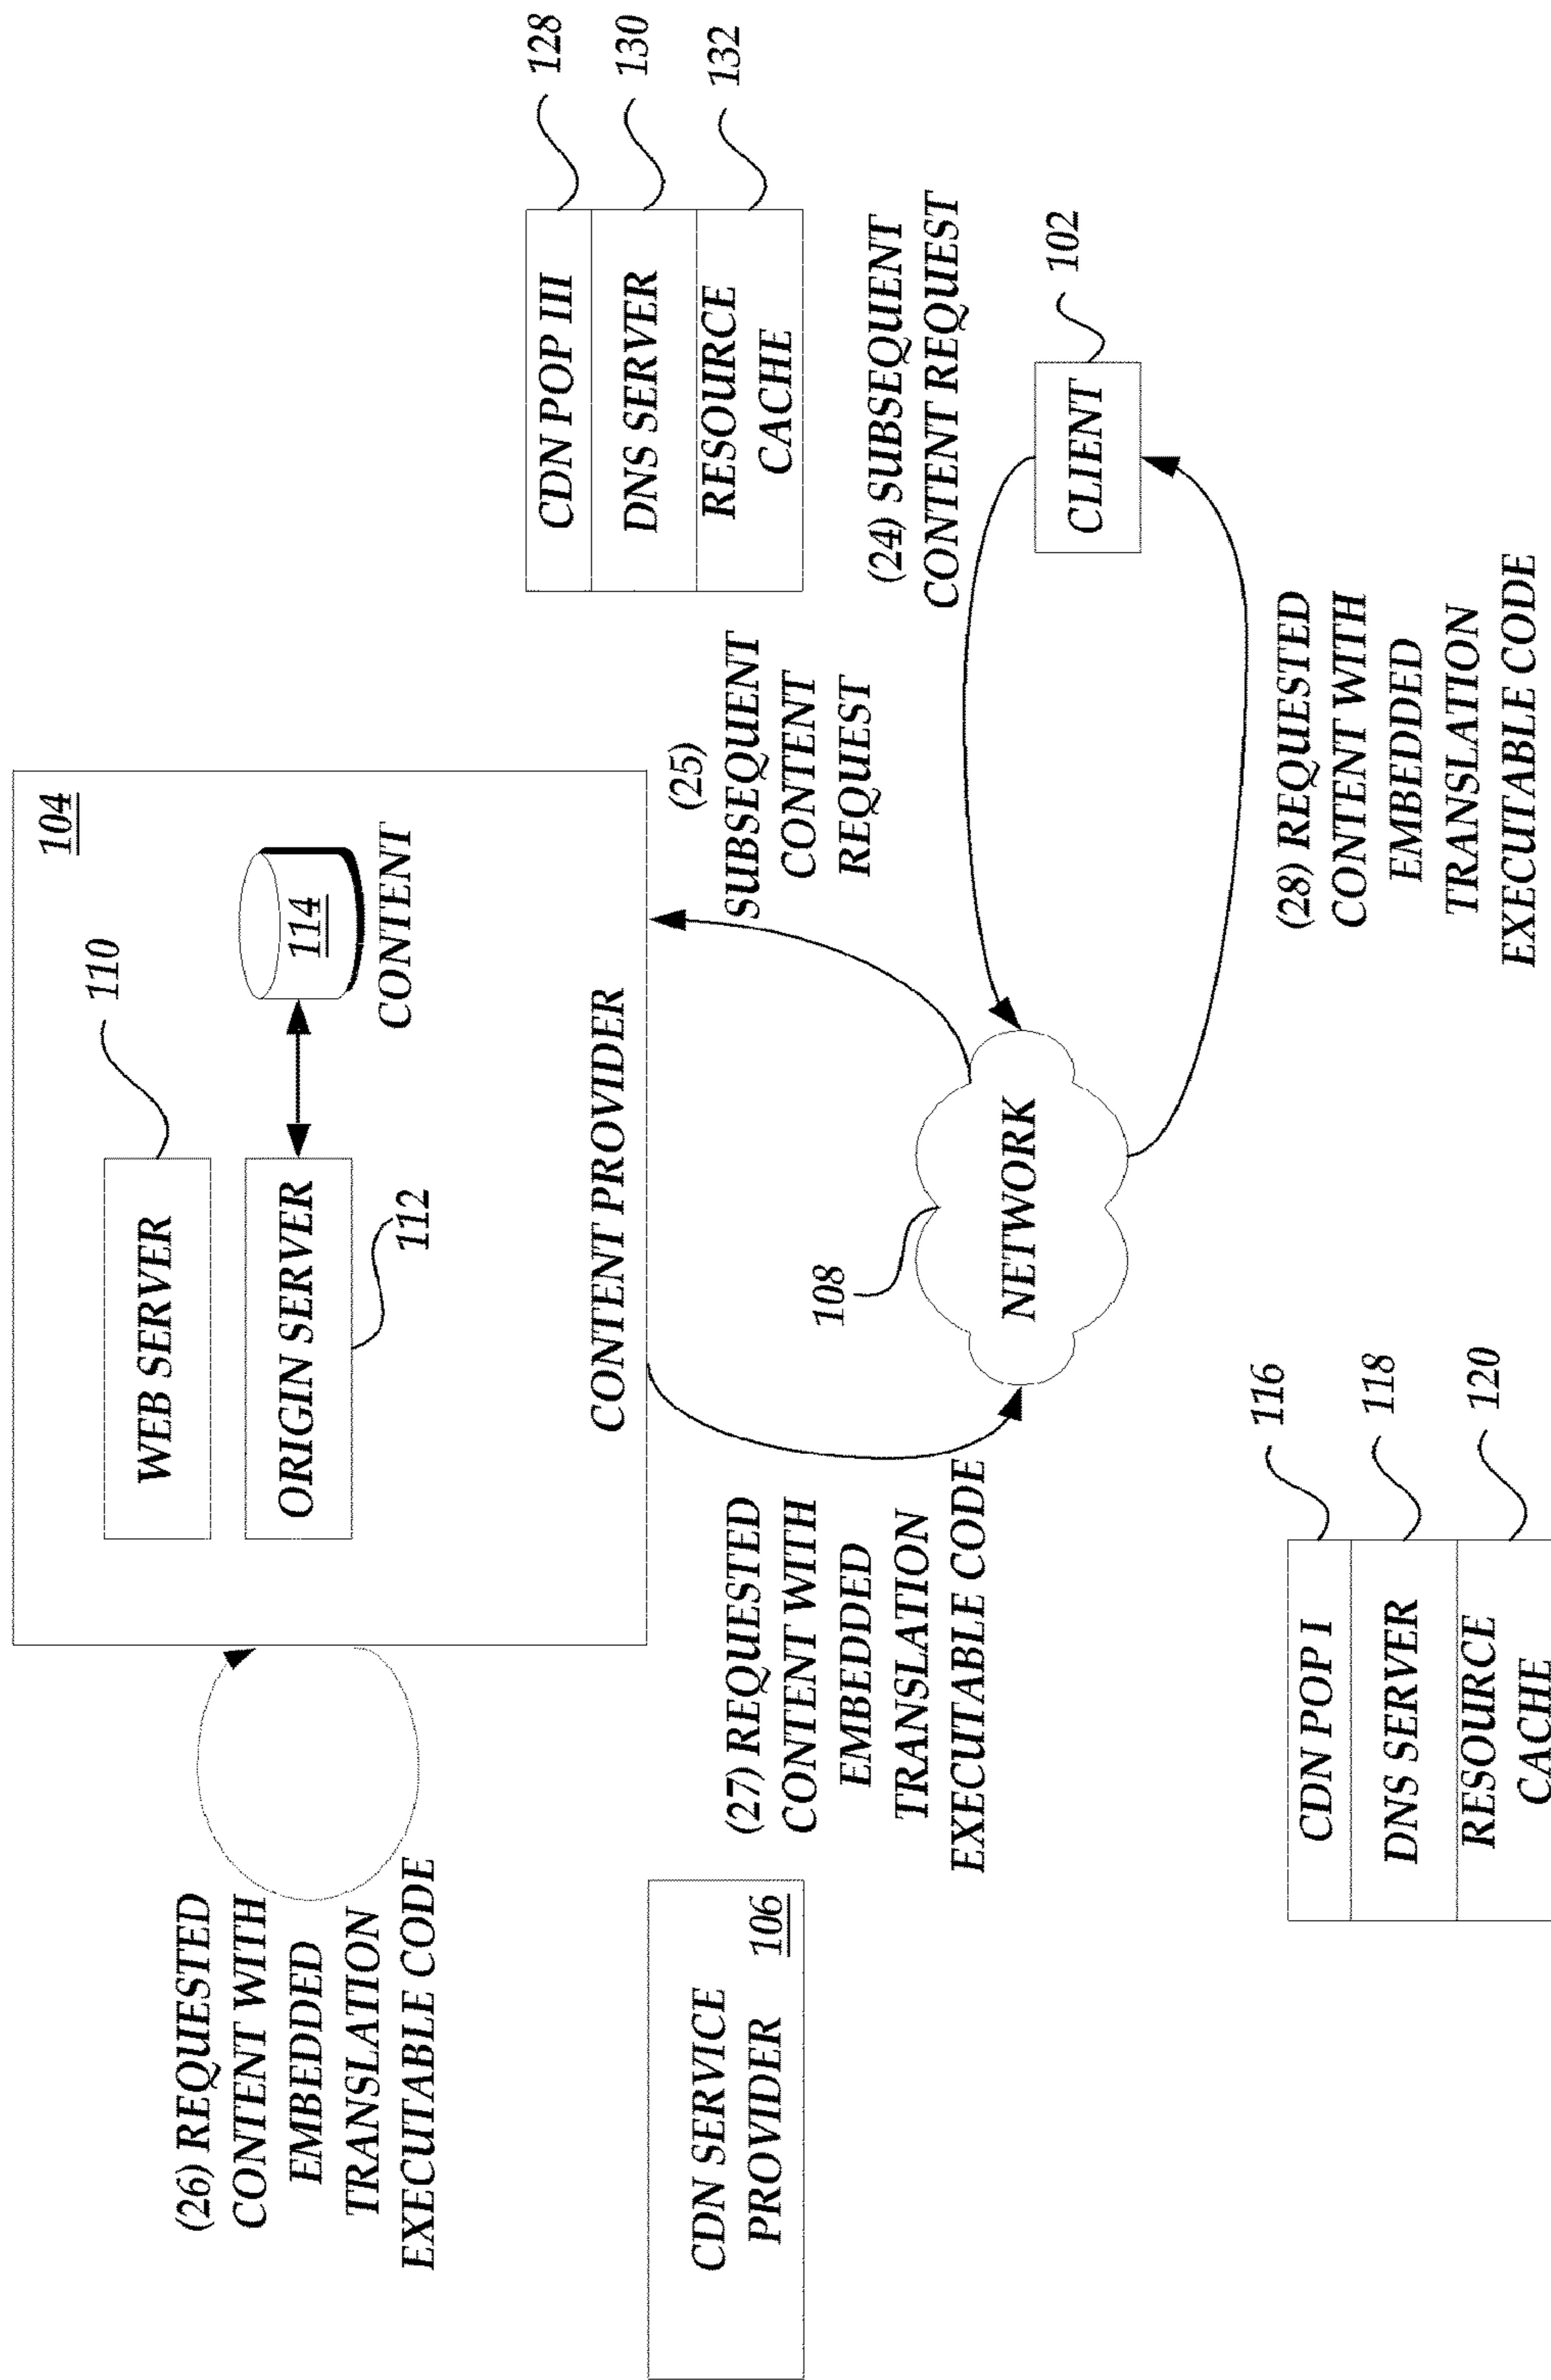 (26) REQUESTED
CONTENT WITH
EMBEDDED
TRANSLATION
EXECUTABLE CODE
104
WEB SERVER
110
ORIGIN SERVER
112
114
CONTENT
CONTENT PROVIDER
CDN SERVICE
PROVIDER
106
(27) REQUESTED
CONTENT WITH
EMBEDDED
TRANSLATION
EXECUTABLE CODE
(25)
SUBSEQUENT
CONTENT
REQUEST
CDN POP III
128
DNS SERVER
130
RESOURCE
CACHE
132
108
NETWORK
(24) SUBSEQUENT
CONTENT REQUEST
CLIENT
102
CDN POP I
116
DNS SERVER
118
RESOURCE
CACHE
120
(28) REQUESTED
CONTENT WITH
EMBEDDED
TRANSLATION
EXECUTABLE CODE